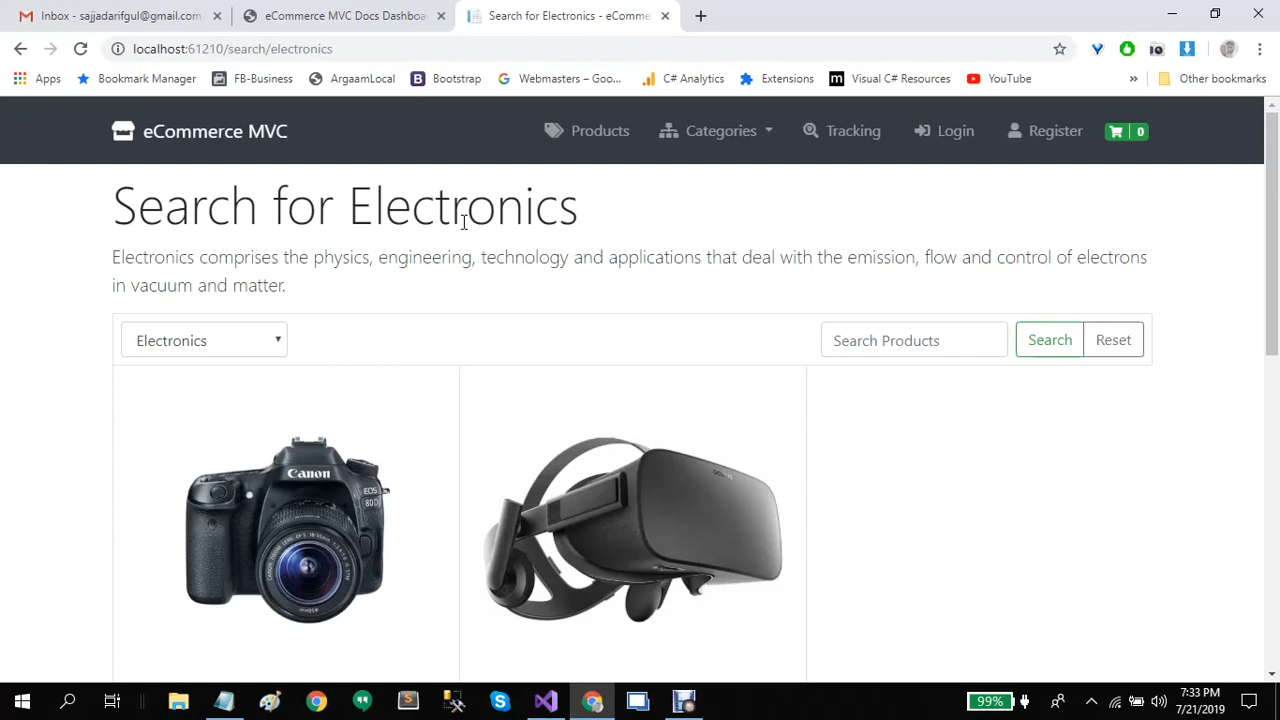 Inbox - sajjadarifgul@gmail.com
eCommerce MVC Docs Dashboa
Search for Electronics - eComme
localhost:61210/search/electronics
Apps
Bookmark Manager
FB-Business
ArgaamLocal
Bootstrap
Webmasters – Goo...
C# Analytics
Extensions
Visual C# Resources
YouTube
Other bookmarks
eCommerce MVC
Products
Categories
Tracking
Login
Register
0
Search for Electronics
Electronics comprises the physics, engineering, technology and applications that deal with the emission, flow and control of electrons
in vacuum and matter.
Electronics
Search Products
Search
Reset
Canon
EOS
80D
99%
7:33 PM
7/21/2019